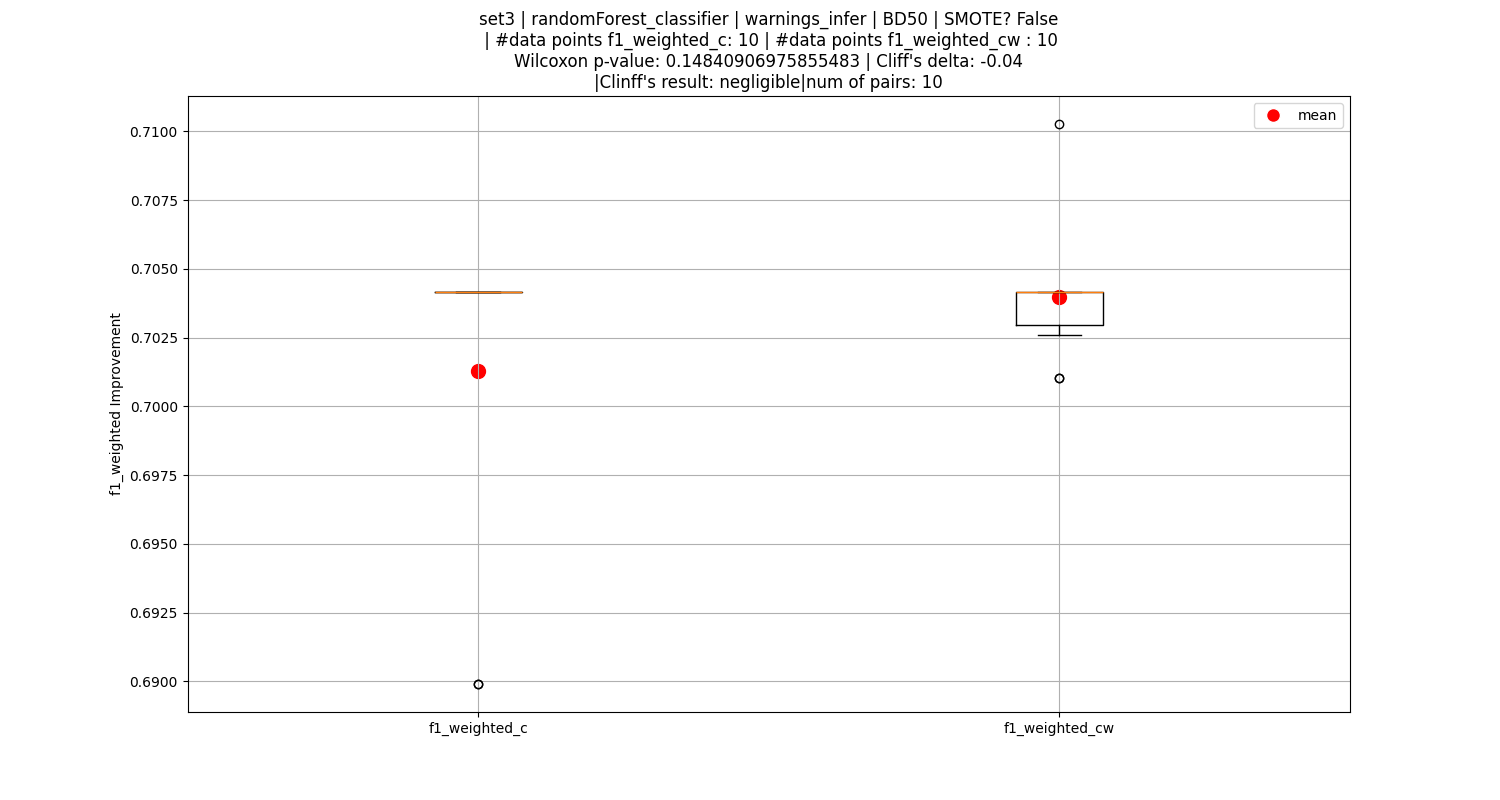 set3 | randomForest_classifier | warnings_infer | BD50 | SMOTE? False
| #data points f1_weighted_c: 10 | #data points f1_weighted_cw : 10
Wilcoxon p-value: 0.14840906975855483 | Cliff's delta: -0.04
|Clinff's result: negligible|num of pairs: 10
mean
0.7100
0.7075
0.7050
0.7025
0.7000
0.6975
0.6950
0.6925
0.6900
f1_weighted Improvement
f1_weighted_c
f1_weighted_cw